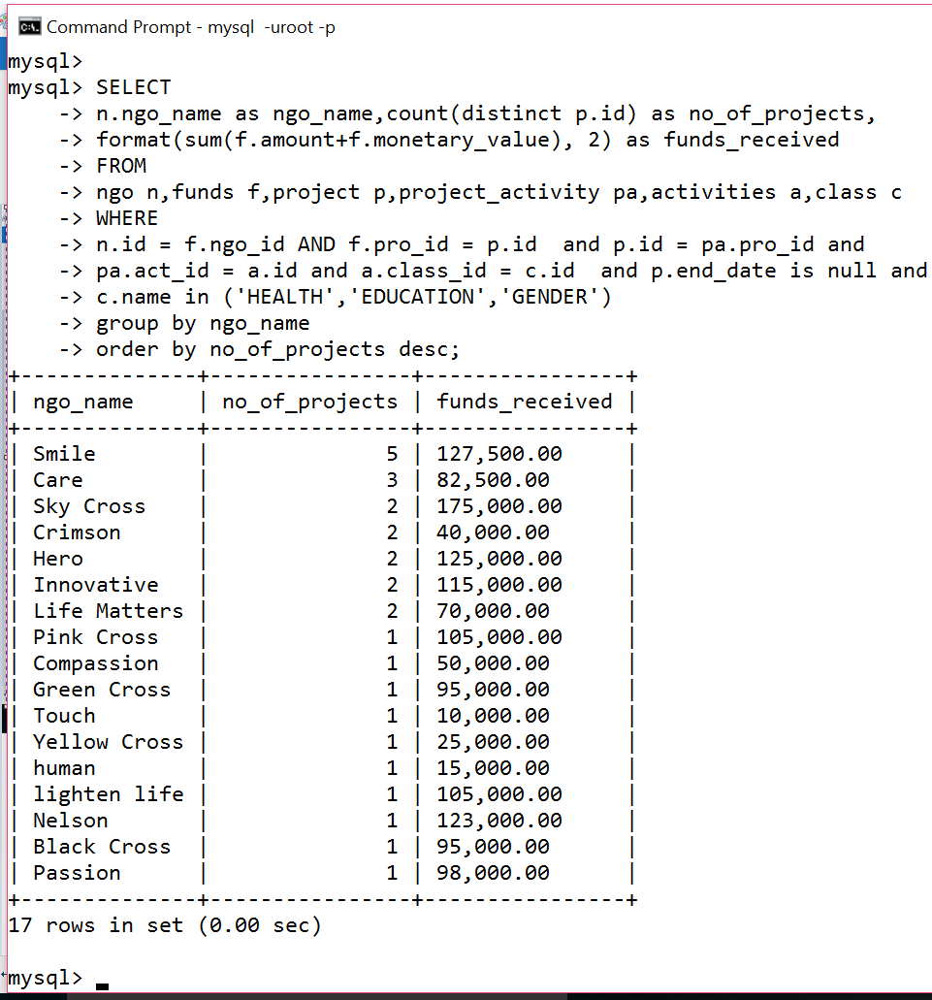 Command Prompt - mysql  -uroot -p
mysql>
mysql> SELECT
    -> n.ngo_name as ngo_name,count(distinct p.id) as no_of_projects,
    -> format(sum(f.amount+f.monetary_value), 2) as funds_received
    -> FROM
    -> ngo n,funds f,project p,project_activity pa,activities a,class c
    -> WHERE
    -> n.id = f.ngo_id AND f.pro_id = p.id  and p.id = pa.pro_id and
    -> pa.act_id = a.id and a.class_id = c.id  and p.end_date is null and
    -> c.name in ('HEALTH','EDUCATION','GENDER')
    -> group by ngo_name
    -> order by no_of_projects desc;
+--------------+----------------+----------------+
| ngo_name     | no_of_projects | funds_received |
+--------------+----------------+----------------+
| Smile        |              5 | 127,500.00     |
| Care         |              3 | 82,500.00      |
| Sky Cross    |              2 | 175,000.00     |
| Crimson      |              2 | 40,000.00      |
| Hero         |              2 | 125,000.00     |
| Innovative   |              2 | 115,000.00     |
| Life Matters |              2 | 70,000.00      |
| Pink Cross   |              1 | 105,000.00     |
| Compassion   |              1 | 50,000.00      |
| Green Cross  |              1 | 95,000.00      |
| Touch        |              1 | 10,000.00      |
| Yellow Cross |              1 | 25,000.00      |
| human        |              1 | 15,000.00      |
| lighten life |              1 | 105,000.00     |
| Nelson       |              1 | 123,000.00     |
| Black Cross  |              1 | 95,000.00      |
| Passion      |              1 | 98,000.00      |
+--------------+----------------+----------------+
17 rows in set (0.00 sec)
mysql>